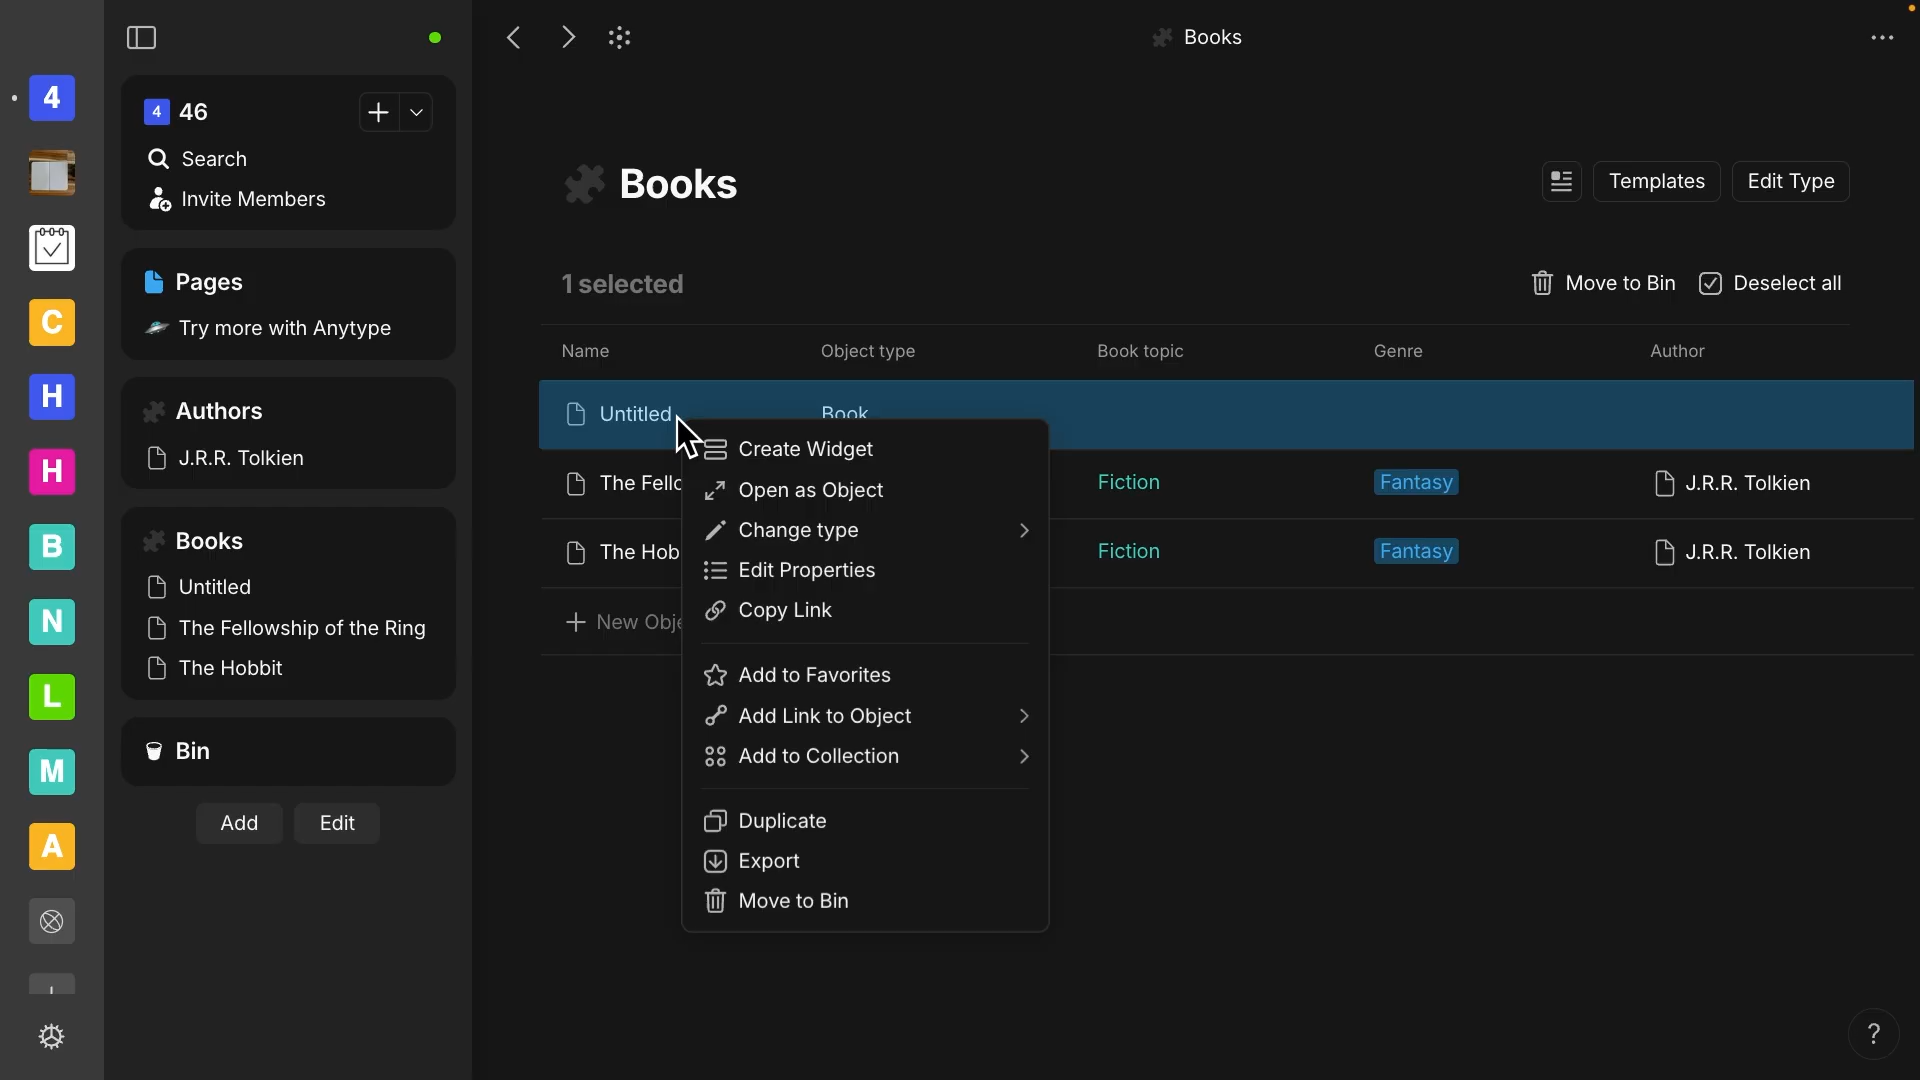 Books
4
4 46
Search
Invite Members
C
H
H
B
N
L
M
A
Pages
Try more with Anytype
Authors
J.R.R. Tolkien
Books
Untitled
The Fellowship of the Ring
The Hobbit
Bin
Add
Edit
Books
Templates
Edit Type
1 selected
Move to Bin
Deselect all
Name
Object type
Book topic
Genre
Author
Untitled
Book
The Fello
Fiction
Fantasy
J.R.R. Tolkien
The Hob
Fiction
Fantasy
J.R.R. Tolkien
+ New Obje
Create Widget
Open as Object
Change type
Edit Properties
Copy Link
Add to Favorites
Add Link to Object
Add to Collection
Duplicate
Export
Move to Bin
?